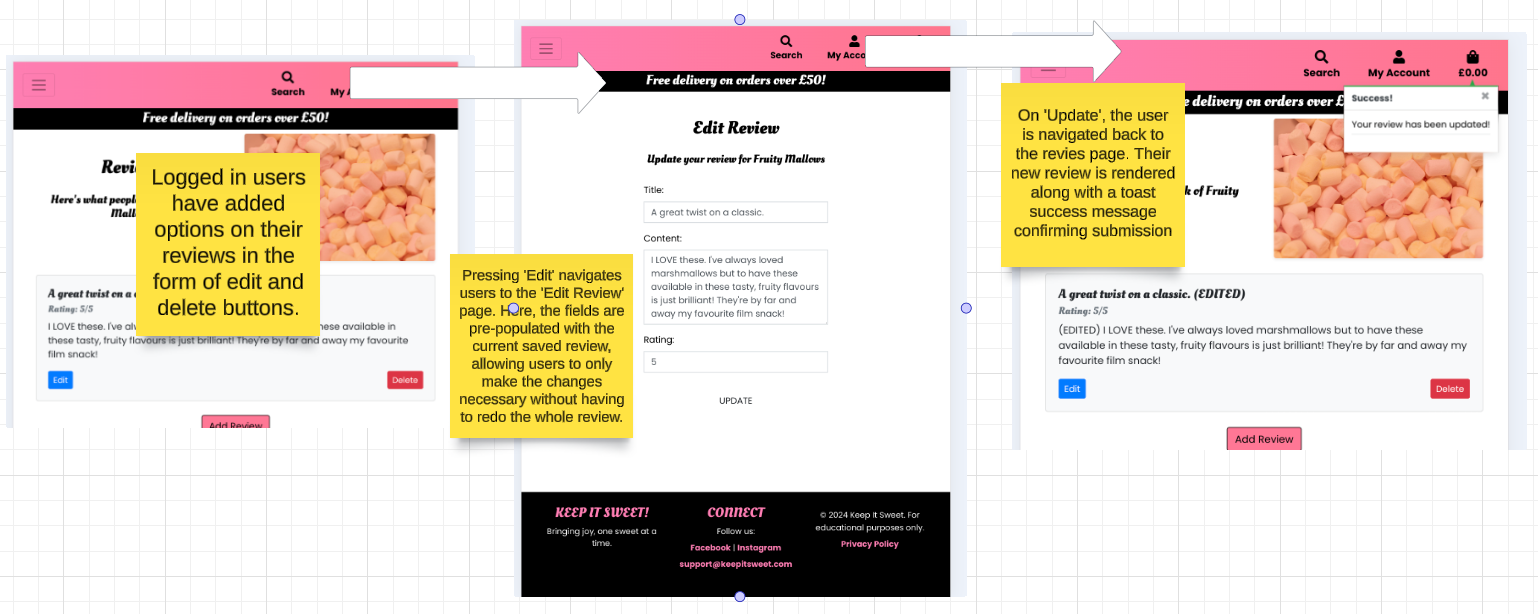 Search
My A
Free delivery on orders over £50!
Revi
Here's what peopl
Mall
Logged in users
have added
options on their
reviews in the
form of edit and
delete buttons.
A great twist on a
Rating: 5/5
I LOVE these. I've al
hese available in
these tasty, fruity flavours is just brilliant! They're by far and away my favourite
film snack!
Edit
Delete
Add Review
Search
My Acco
Free delivery on orders over £50!
Edit Review
Update your review for Fruity Mallows
Title:
A great twist on a classic.
Content:
I LOVE these. I've always loved
marshmallows but to have these
available in these tasty, fruity flavours
is just brilliant! They're by far and
away my favourite film snack!
Rating:
5
UPDATE
Pressing 'Edit' navigates
users to the 'Edit Review'
page. Here, the fields are
pre-populated with the
current saved review,
allowing users to only
make the changes
necessary without having
to redo the whole review.
KEEP IT SWEET!
Bringing joy, one sweet at a
time.
CONNECT
Follow us:
Facebook | Instagram
support@keepitsweet.com
© 2024 Keep It Sweet. For
educational purposes only.
Privacy Policy
Search
My Account
£0.00
e delivery on orders over £
Success!
×
Your review has been updated!
On 'Update', the user
is navigated back to
the revies page. Their
new review is rendered
along with a toast
success message
confirming submission
k of Fruity
A great twist on a classic. (EDITED)
Rating: 5/5
(EDITED) I LOVE these. I've always loved marshmallows but to have these
available in these tasty, fruity flavours is just brilliant! They're by far and away my
favourite film snack!
Edit
Delete
Add Review